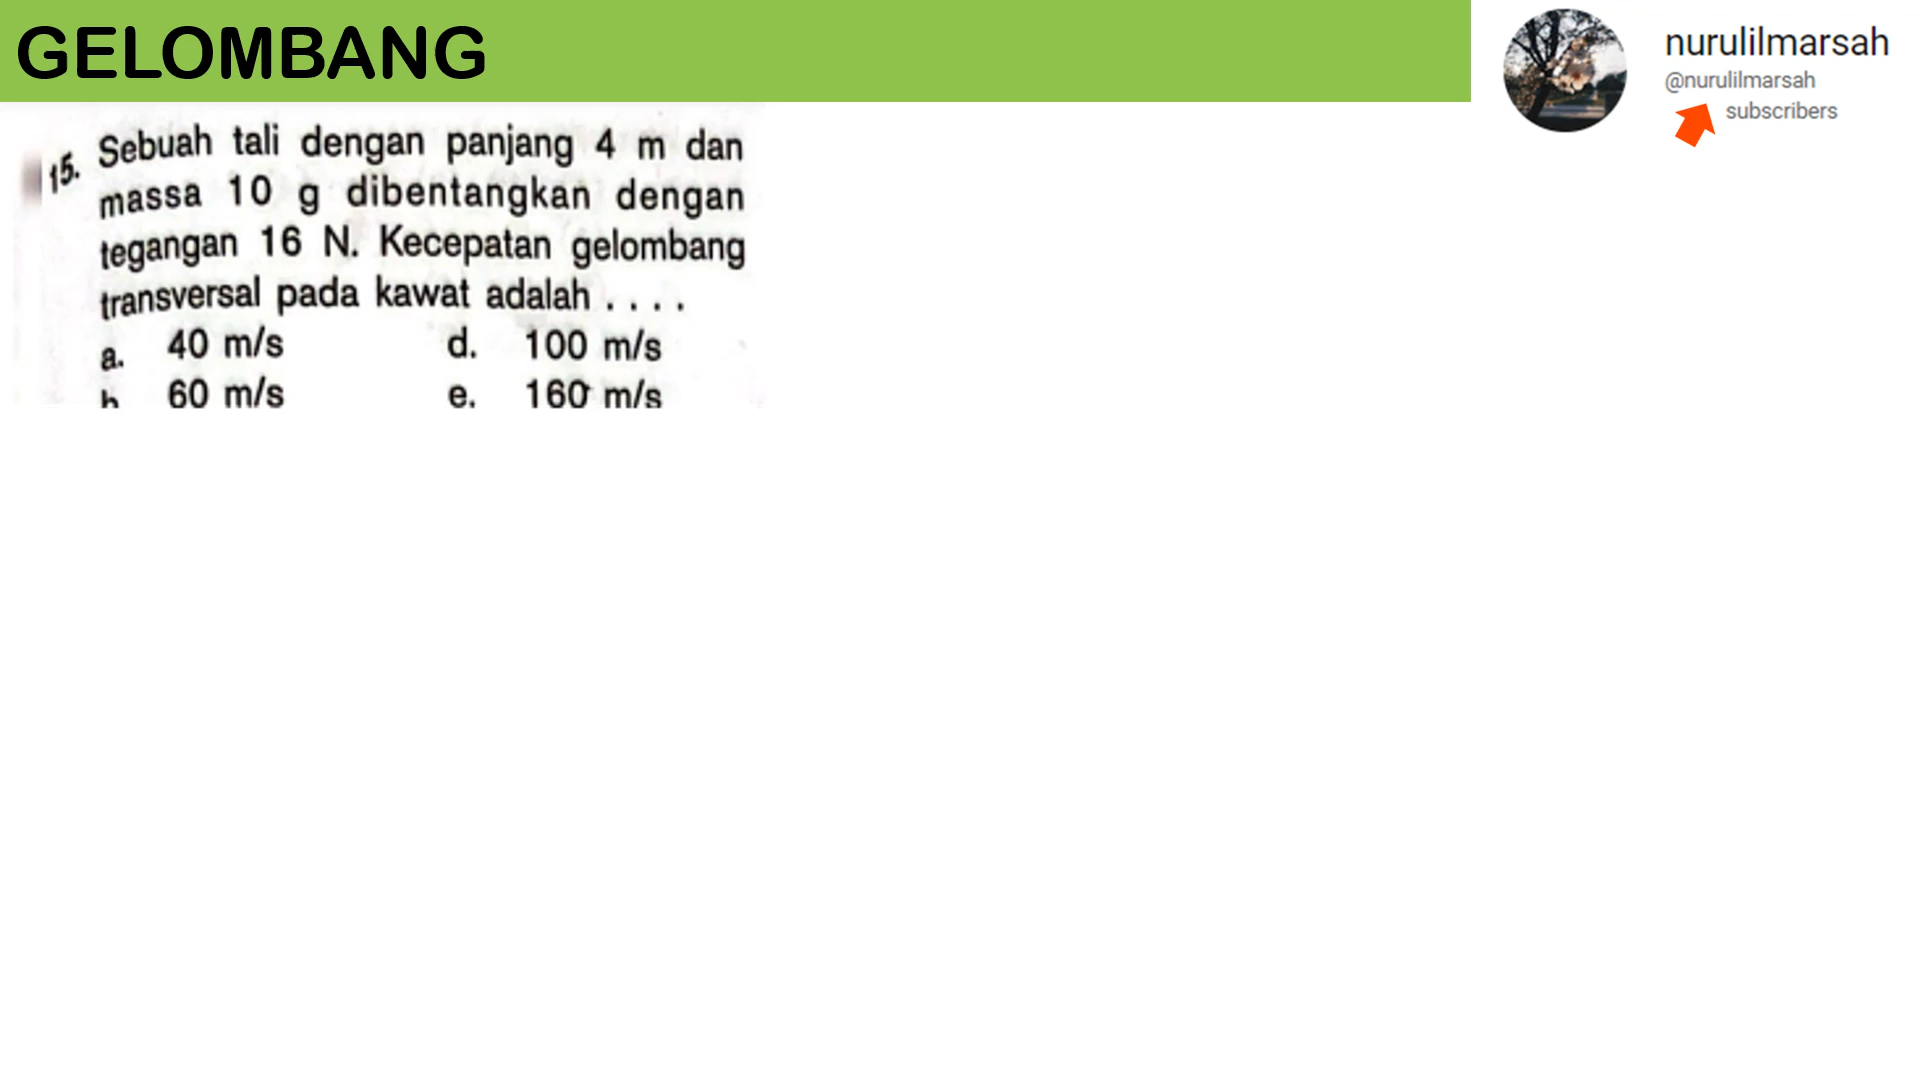 GELOMBANG
nurulilmarsah
@nurulilmarsah
subscribers
15. Sebuah tali dengan panjang 4 m dan
massa 10 g dibentangkan dengan
tegangan 16 N. Kecepatan gelombang
transversal pada kawat adalah . . . .
a. 40 m/s d. 100 m/s
b 60 m/s e. 160 m/s